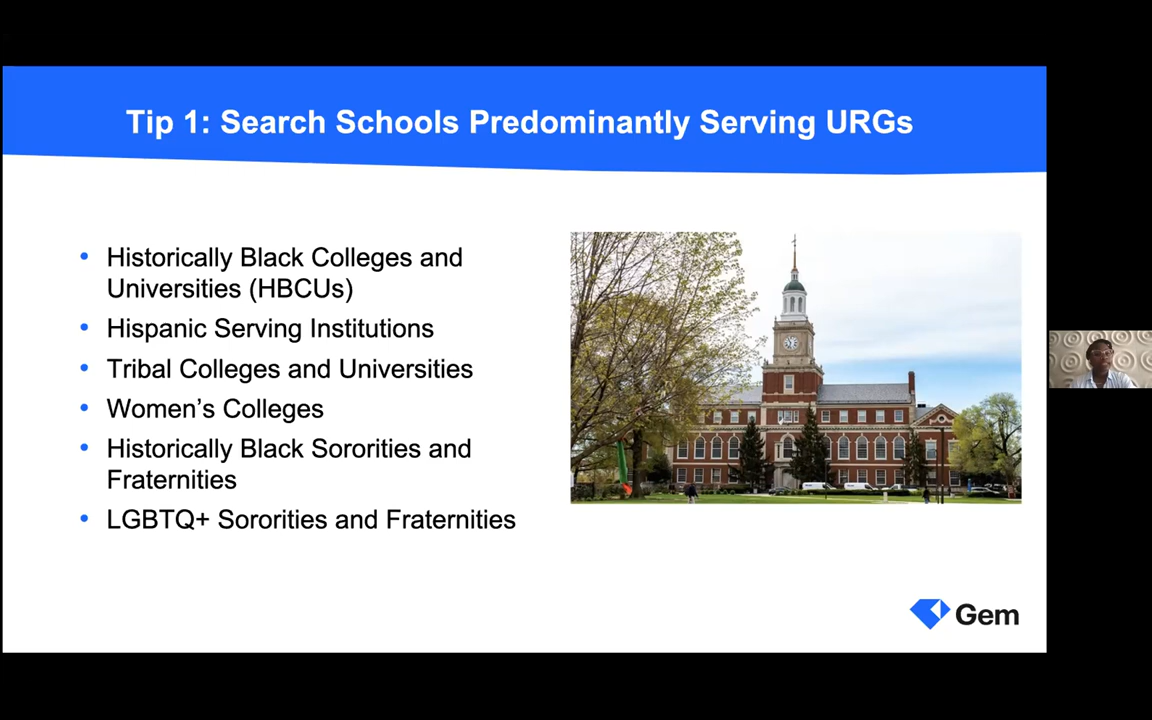 Tip 1: Search Schools Predominantly Serving URGs
• Historically Black Colleges and
Universities (HBCUs)
• Hispanic Serving Institutions
• Tribal Colleges and Universities
• Women’s Colleges
• Historically Black Sororities and
Fraternities
• LGBTQ+ Sororities and Fraternities
Gem